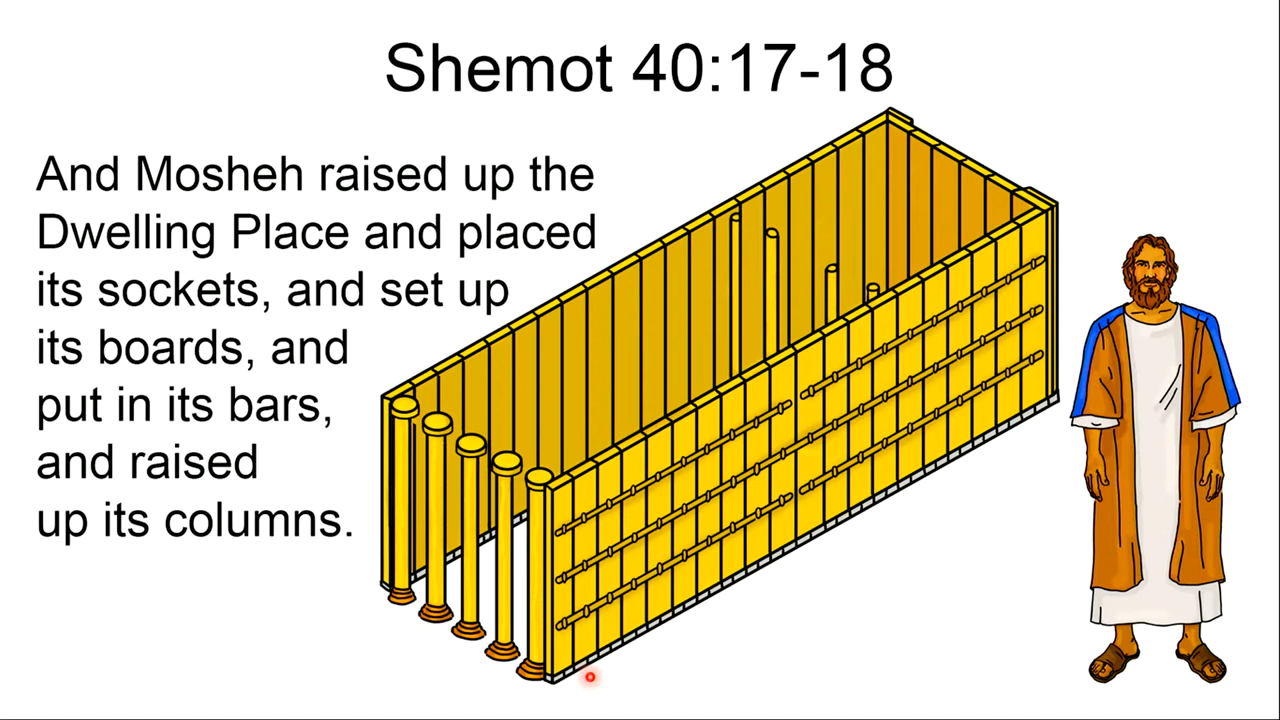 Shemot 40:17-18
And Mosheh raised up the
Dwelling Place and placed
its sockets, and set up
its boards, and
put in its bars,
and raised
up its columns.